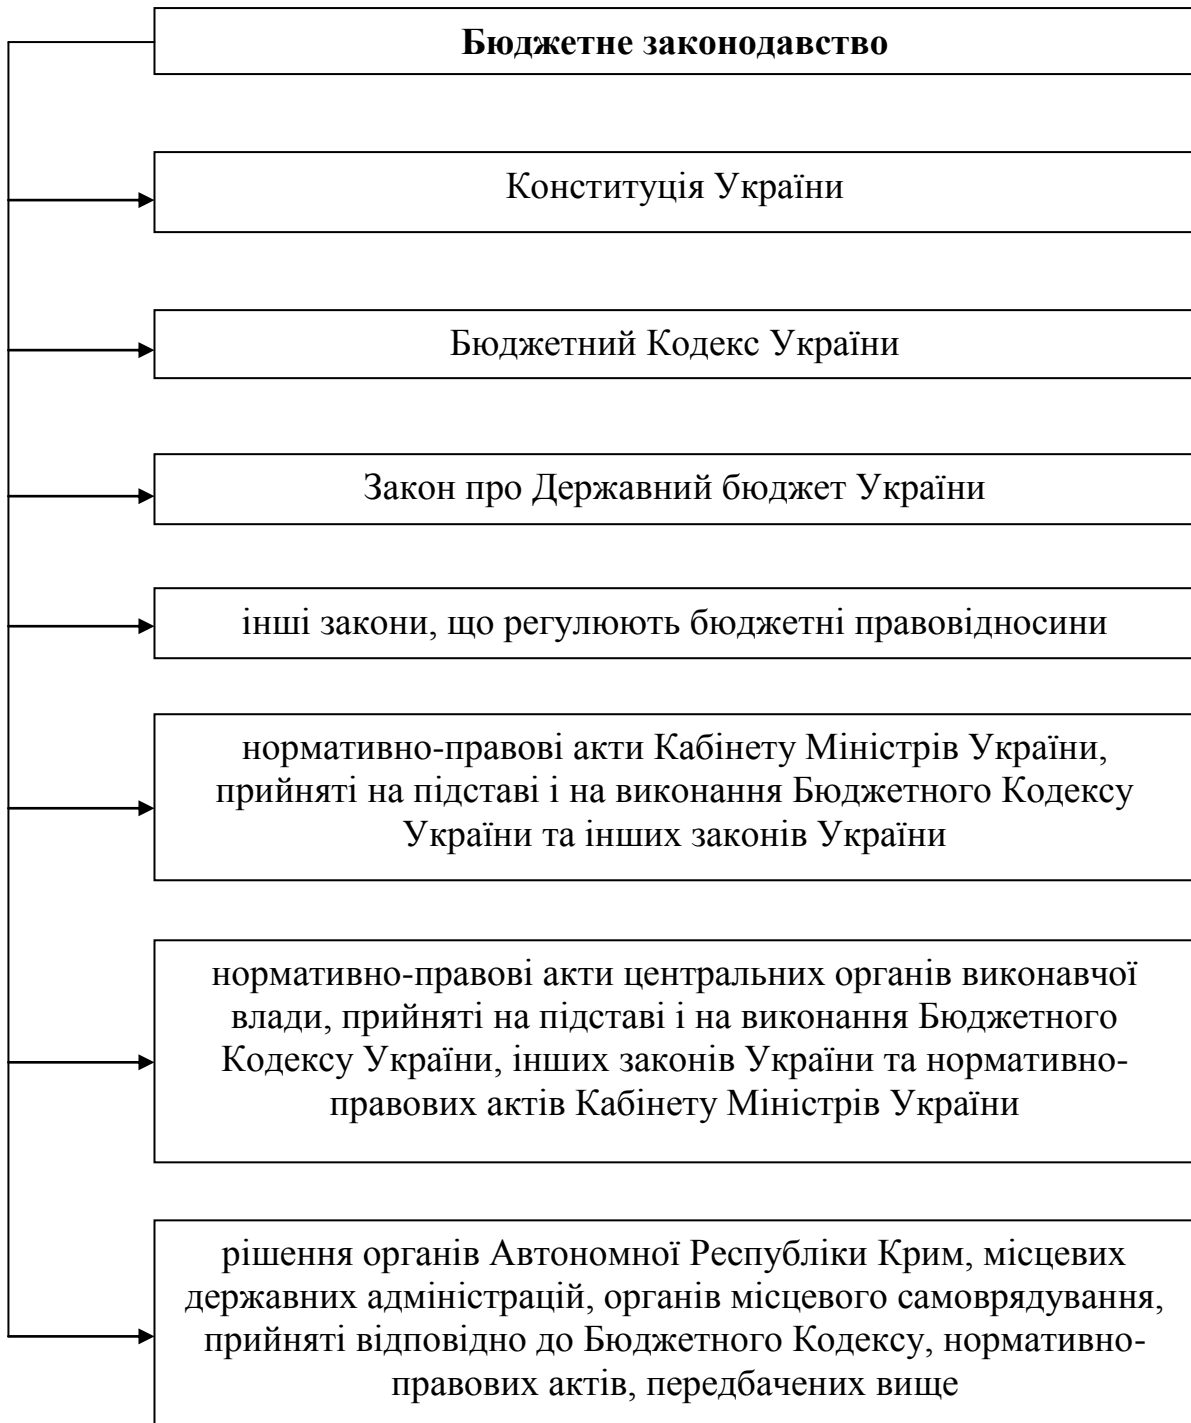 Бюджетне законодавство
Конституція України
Бюджетний Кодекс України
Закон про Державний бюджет України
інші закони, що регулюють бюджетні правовідносини
нормативно-правові акти Кабінету Міністрів України,
прийняті на підставі і на виконання Бюджетного Кодексу
України та інших законів України
нормативно-правові акти центральних органів виконавчої
влади, прийняті на підставі і на виконання Бюджетного
Кодексу України, інших законів України та нормативно-
правових актів Кабінету Міністрів України
рішення органів Автономної Республіки Крим, місцевих
державних адміністрацій, органів місцевого самоврядування,
прийняті відповідно до Бюджетного Кодексу, нормативно-
правових актів, передбачених вище